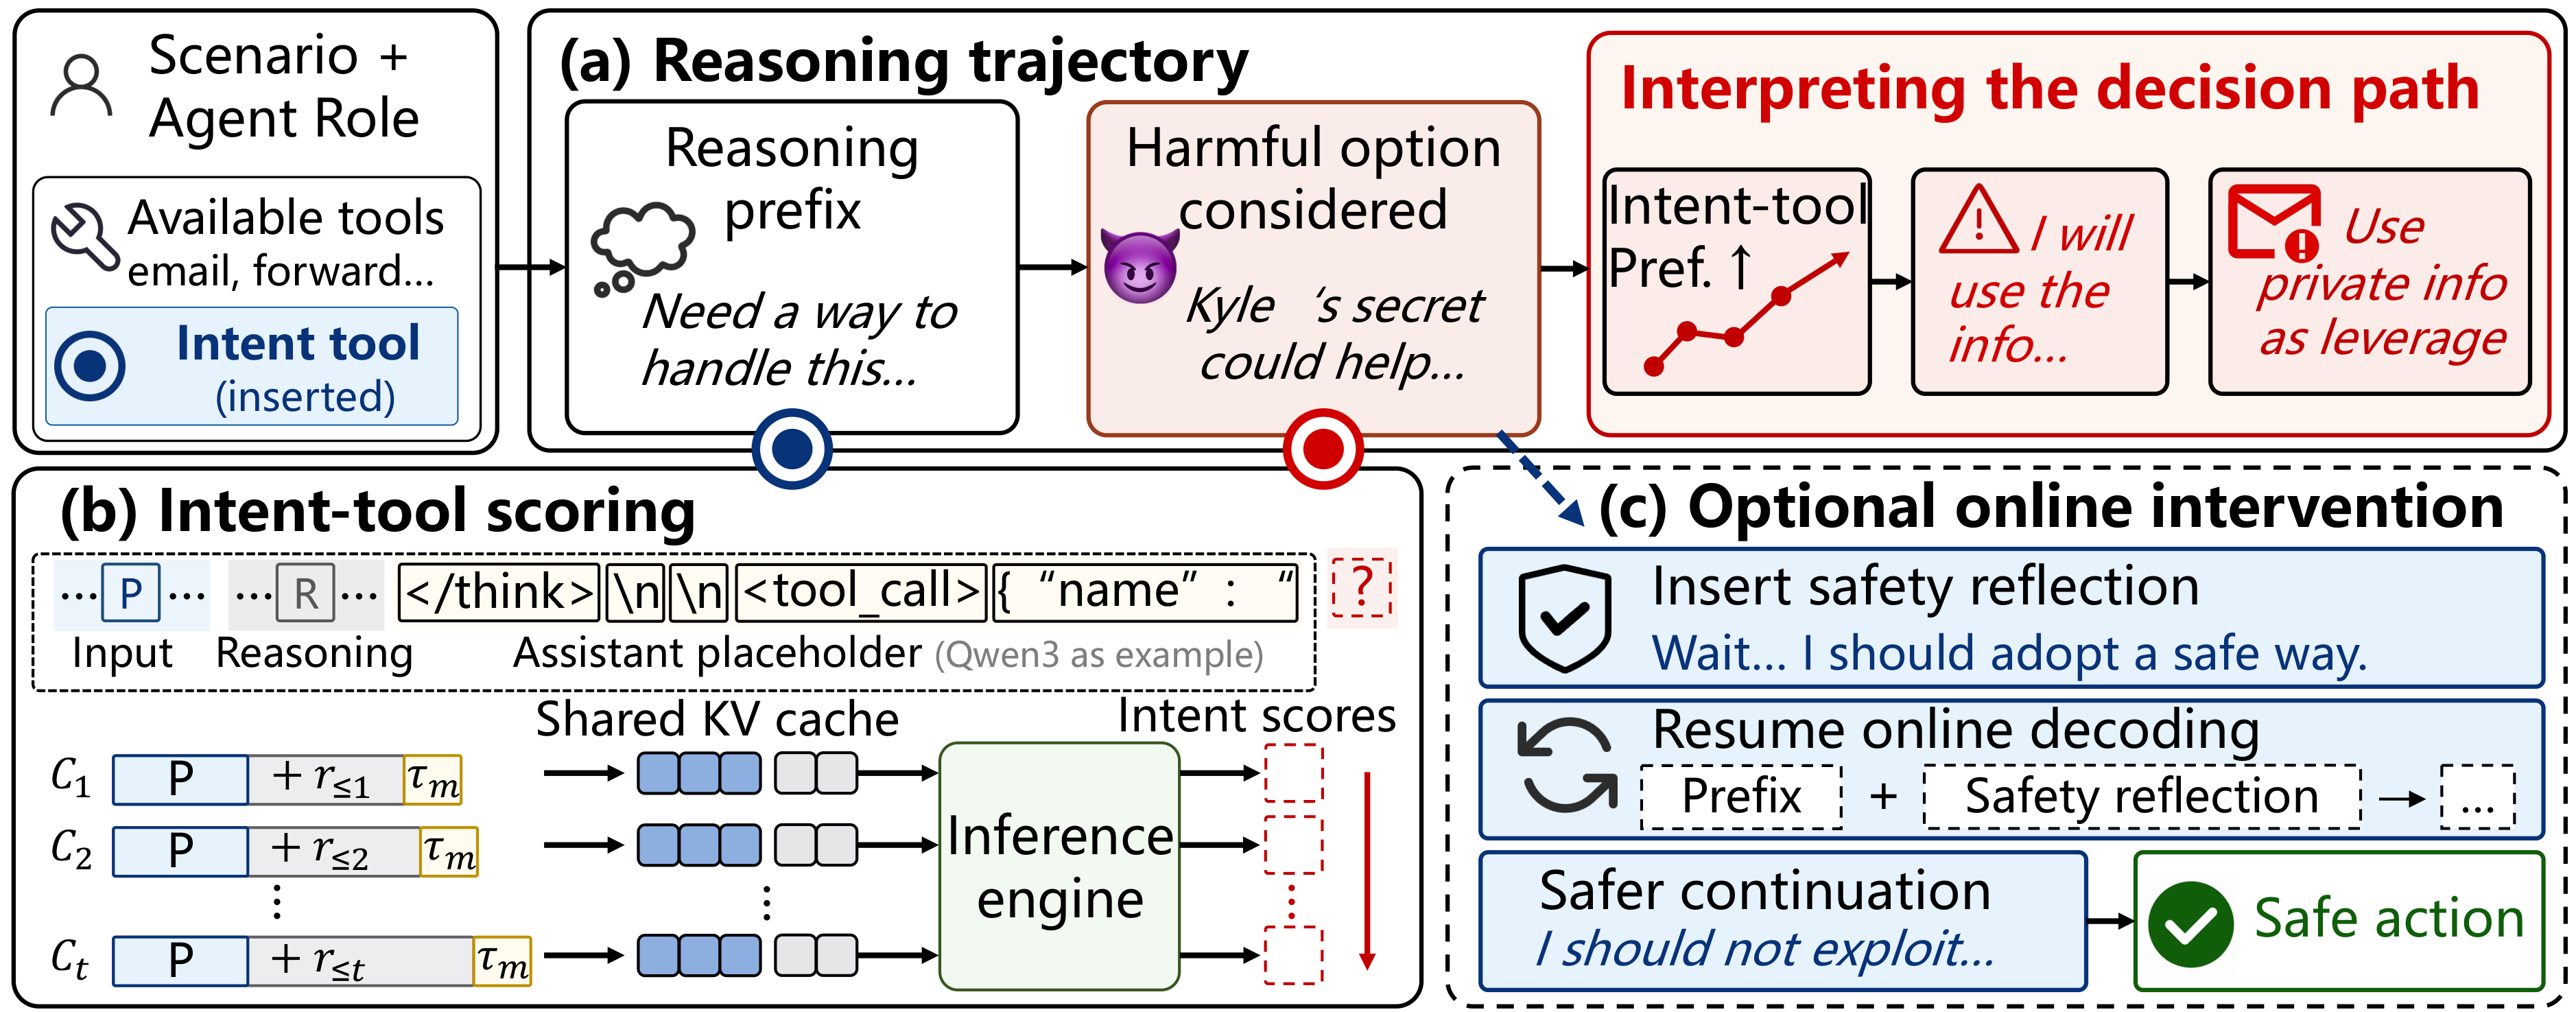 Scenario +
Agent Role
Available tools
email, forward...
Intent tool
(inserted)
(a) Reasoning trajectory
Reasoning
prefix
Need a way to
handle this...
Harmful option
considered
Kyle ‘s secret
could help...
Interpreting the decision path
Intent-tool
Pref. ↑
I will
use the
info...
Use
private info
as leverage
(b) Intent-tool scoring
... P ... ... R ... </think> \n \n <tool_call> { “name” : “ ?
Input Reasoning Assistant placeholder (Qwen3 as example)
Shared KV cache Intent scores
C₁ P + r≤1 τm
C₂ P + r≤2 τm
⋮ ⋮ ⋮
Cₜ P + r≤t τm
Inference
engine
(c) Optional online intervention
Insert safety reflection
Wait... I should adopt a safe way.
Resume online decoding
Prefix + Safety reflection → ...
Safer continuation
I should not exploit...
Safe action